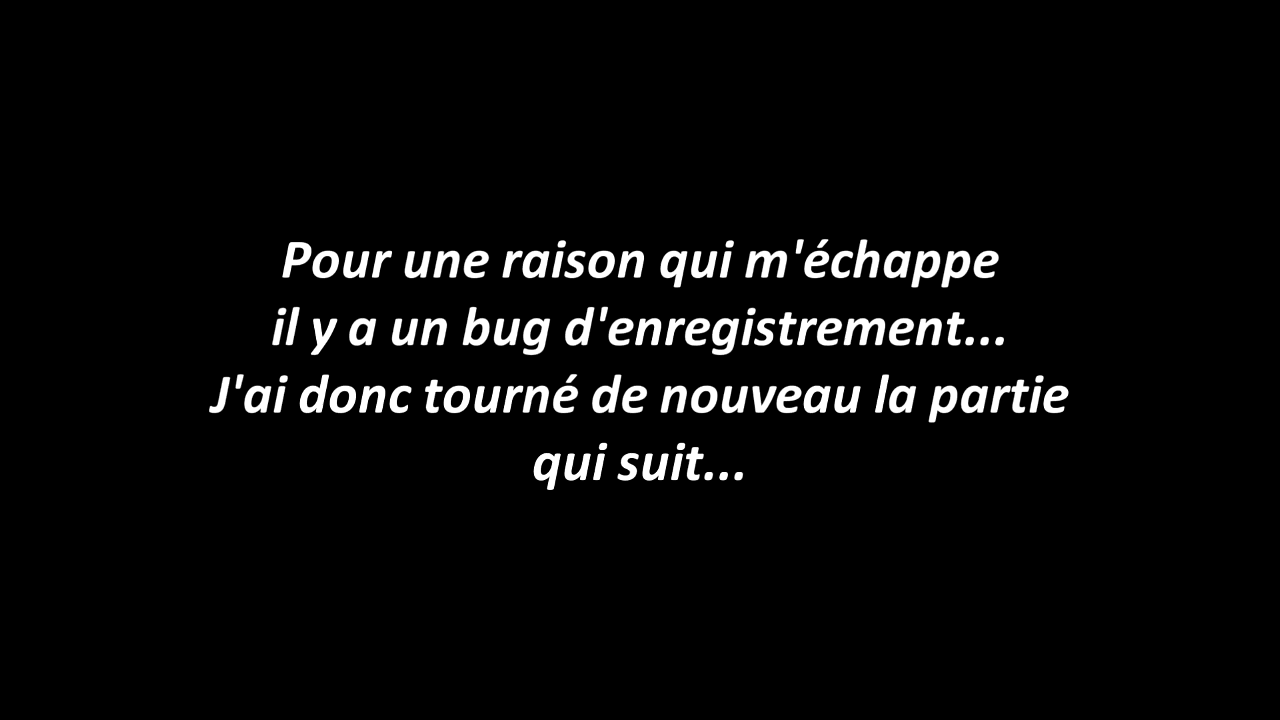 Pour une raison qui m'échappe
il y a un bug d'enregistrement...
J'ai donc tourné de nouveau la partie
qui suit...